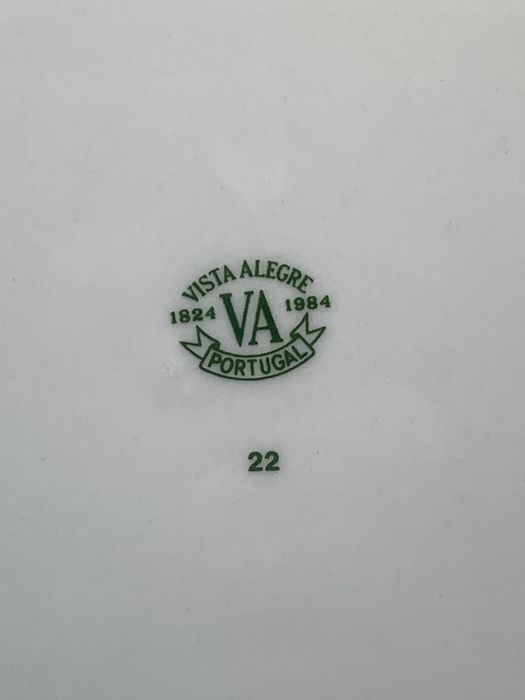 VISTA ALEGRE
1824 VA 1984
PORTUGAL
22